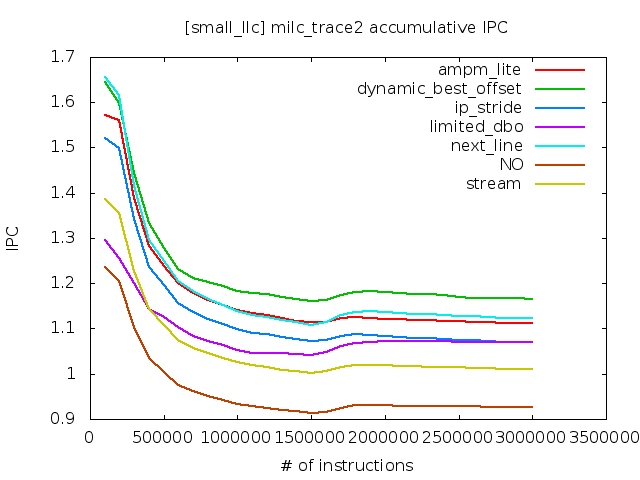 [small_llc] milc_trace2 accumulative IPC
1.7
1.6
1.5
1.4
1.3
1.2
1.1
1
0.9
IPC
ampm_lite
dynamic_best_offset
ip_stride
limited_dbo
next_line
NO
stream
0 500000 1000000 1500000 2000000 2500000 3000000 3500000
# of instructions